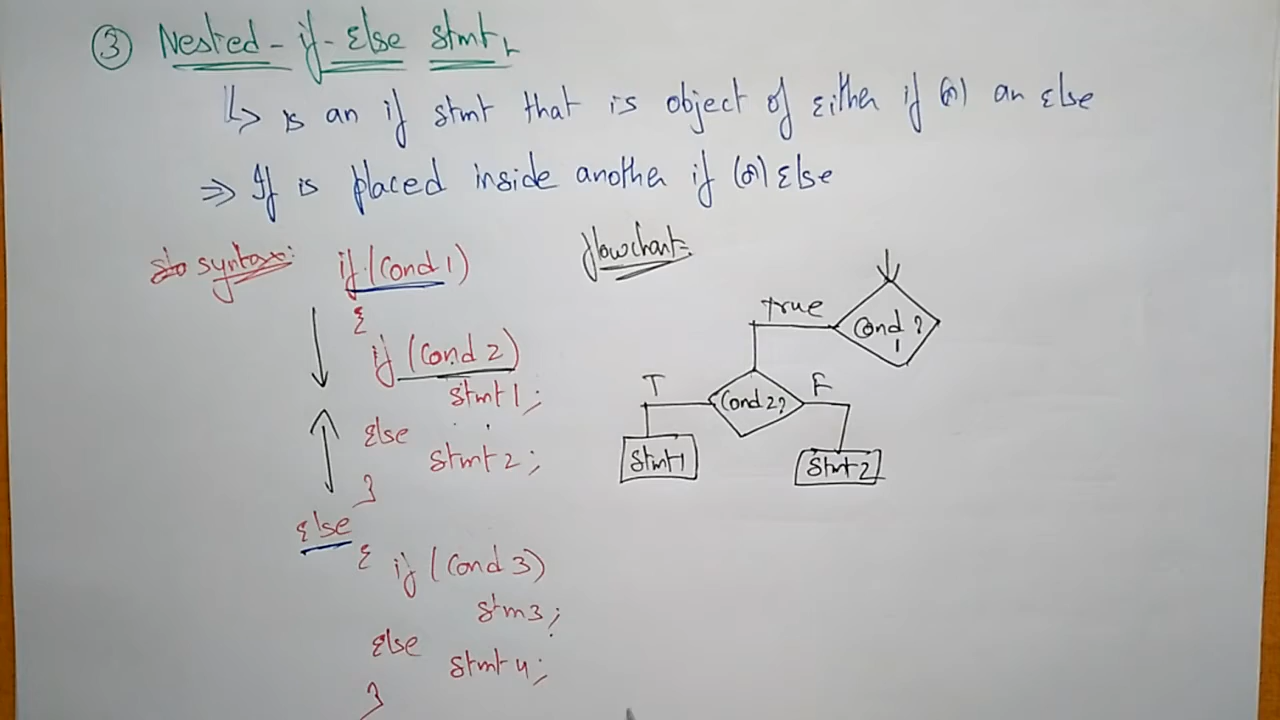 ③ Nested-if-Else stmt
↳ is an if stmt that is object of Either if (or) an Else
⇒ If is placed inside another if (or) Else
syntax: if (Cond 1)
{
if (Cond 2)
stmt 1;
Else
stmt 2;
}
Else
{ if (Cond 3)
stm3;
Else
stmt 4;
}
flowchart:
Cond 1 ?
true
Cond 2?
T
F
Stmt1
Stmt2